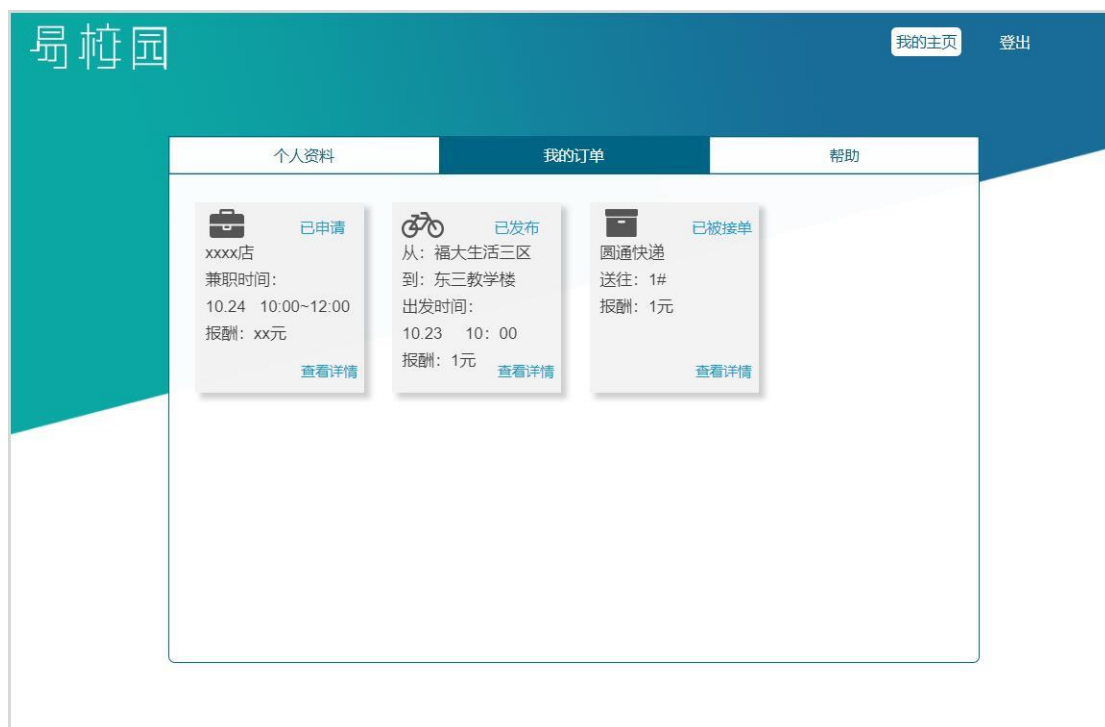 易桩园
我的主页 登出
个人资料 我的订单 帮助
已申请
xxxx店
兼职时间：
10.24 10:00~12:00
报酬：xx元
查看详情
已发布
从：福大生活三区
到：东三教学楼
出发时间：
10.23 10：00
报酬：1元
查看详情
已被接单
圆通快递
送往：1#
报酬：1元
查看详情